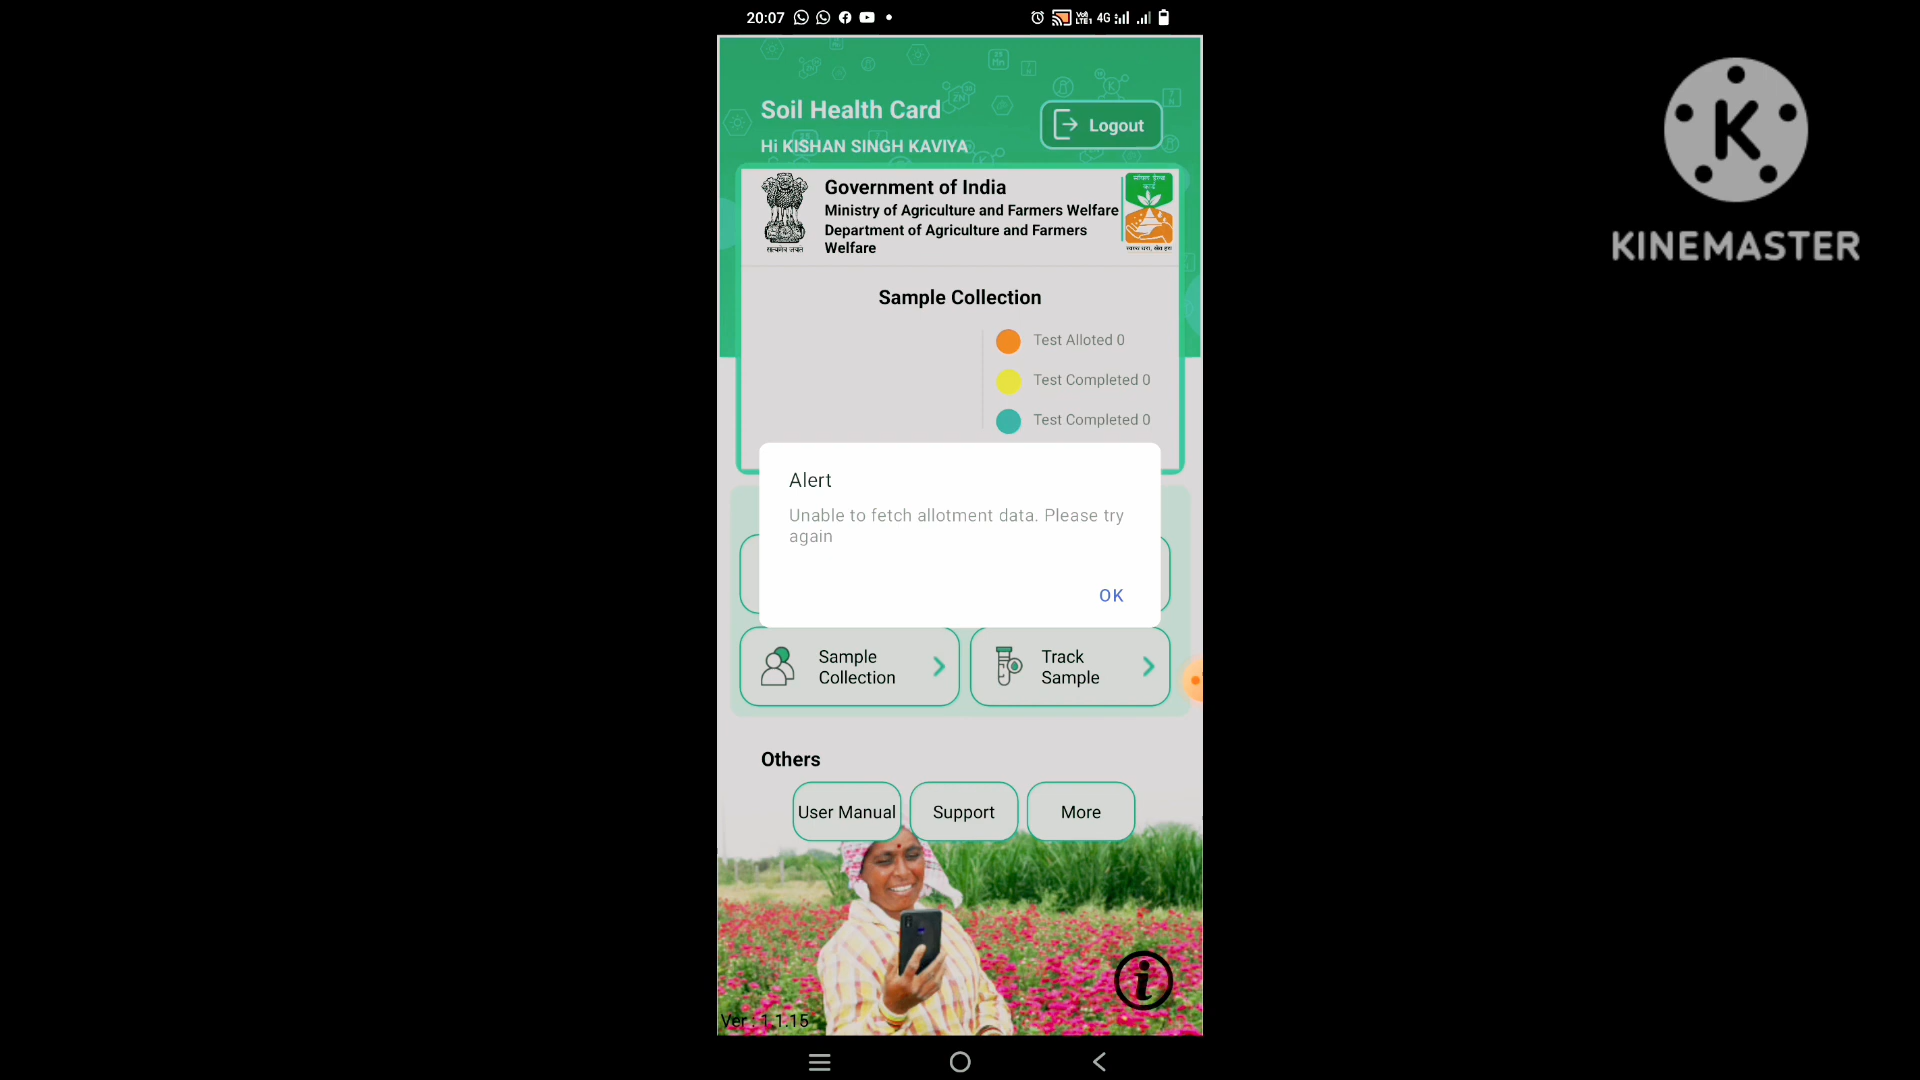 20:07
4G
Soil Health Card
Logout
Hi KISHAN SINGH KAVIYA
Government of India
Ministry of Agriculture and Farmers Welfare
Department of Agriculture and Farmers
Welfare
सत्यमेव जयते
Sample Collection
Test Alloted 0
Test Completed 0
Test Completed 0
Alert
Unable to fetch allotment data. Please try
again
OK
Sample
Collection
Track
Sample
Others
User Manual
Support
More
Ver : 1.1.15
K
KINEMASTER